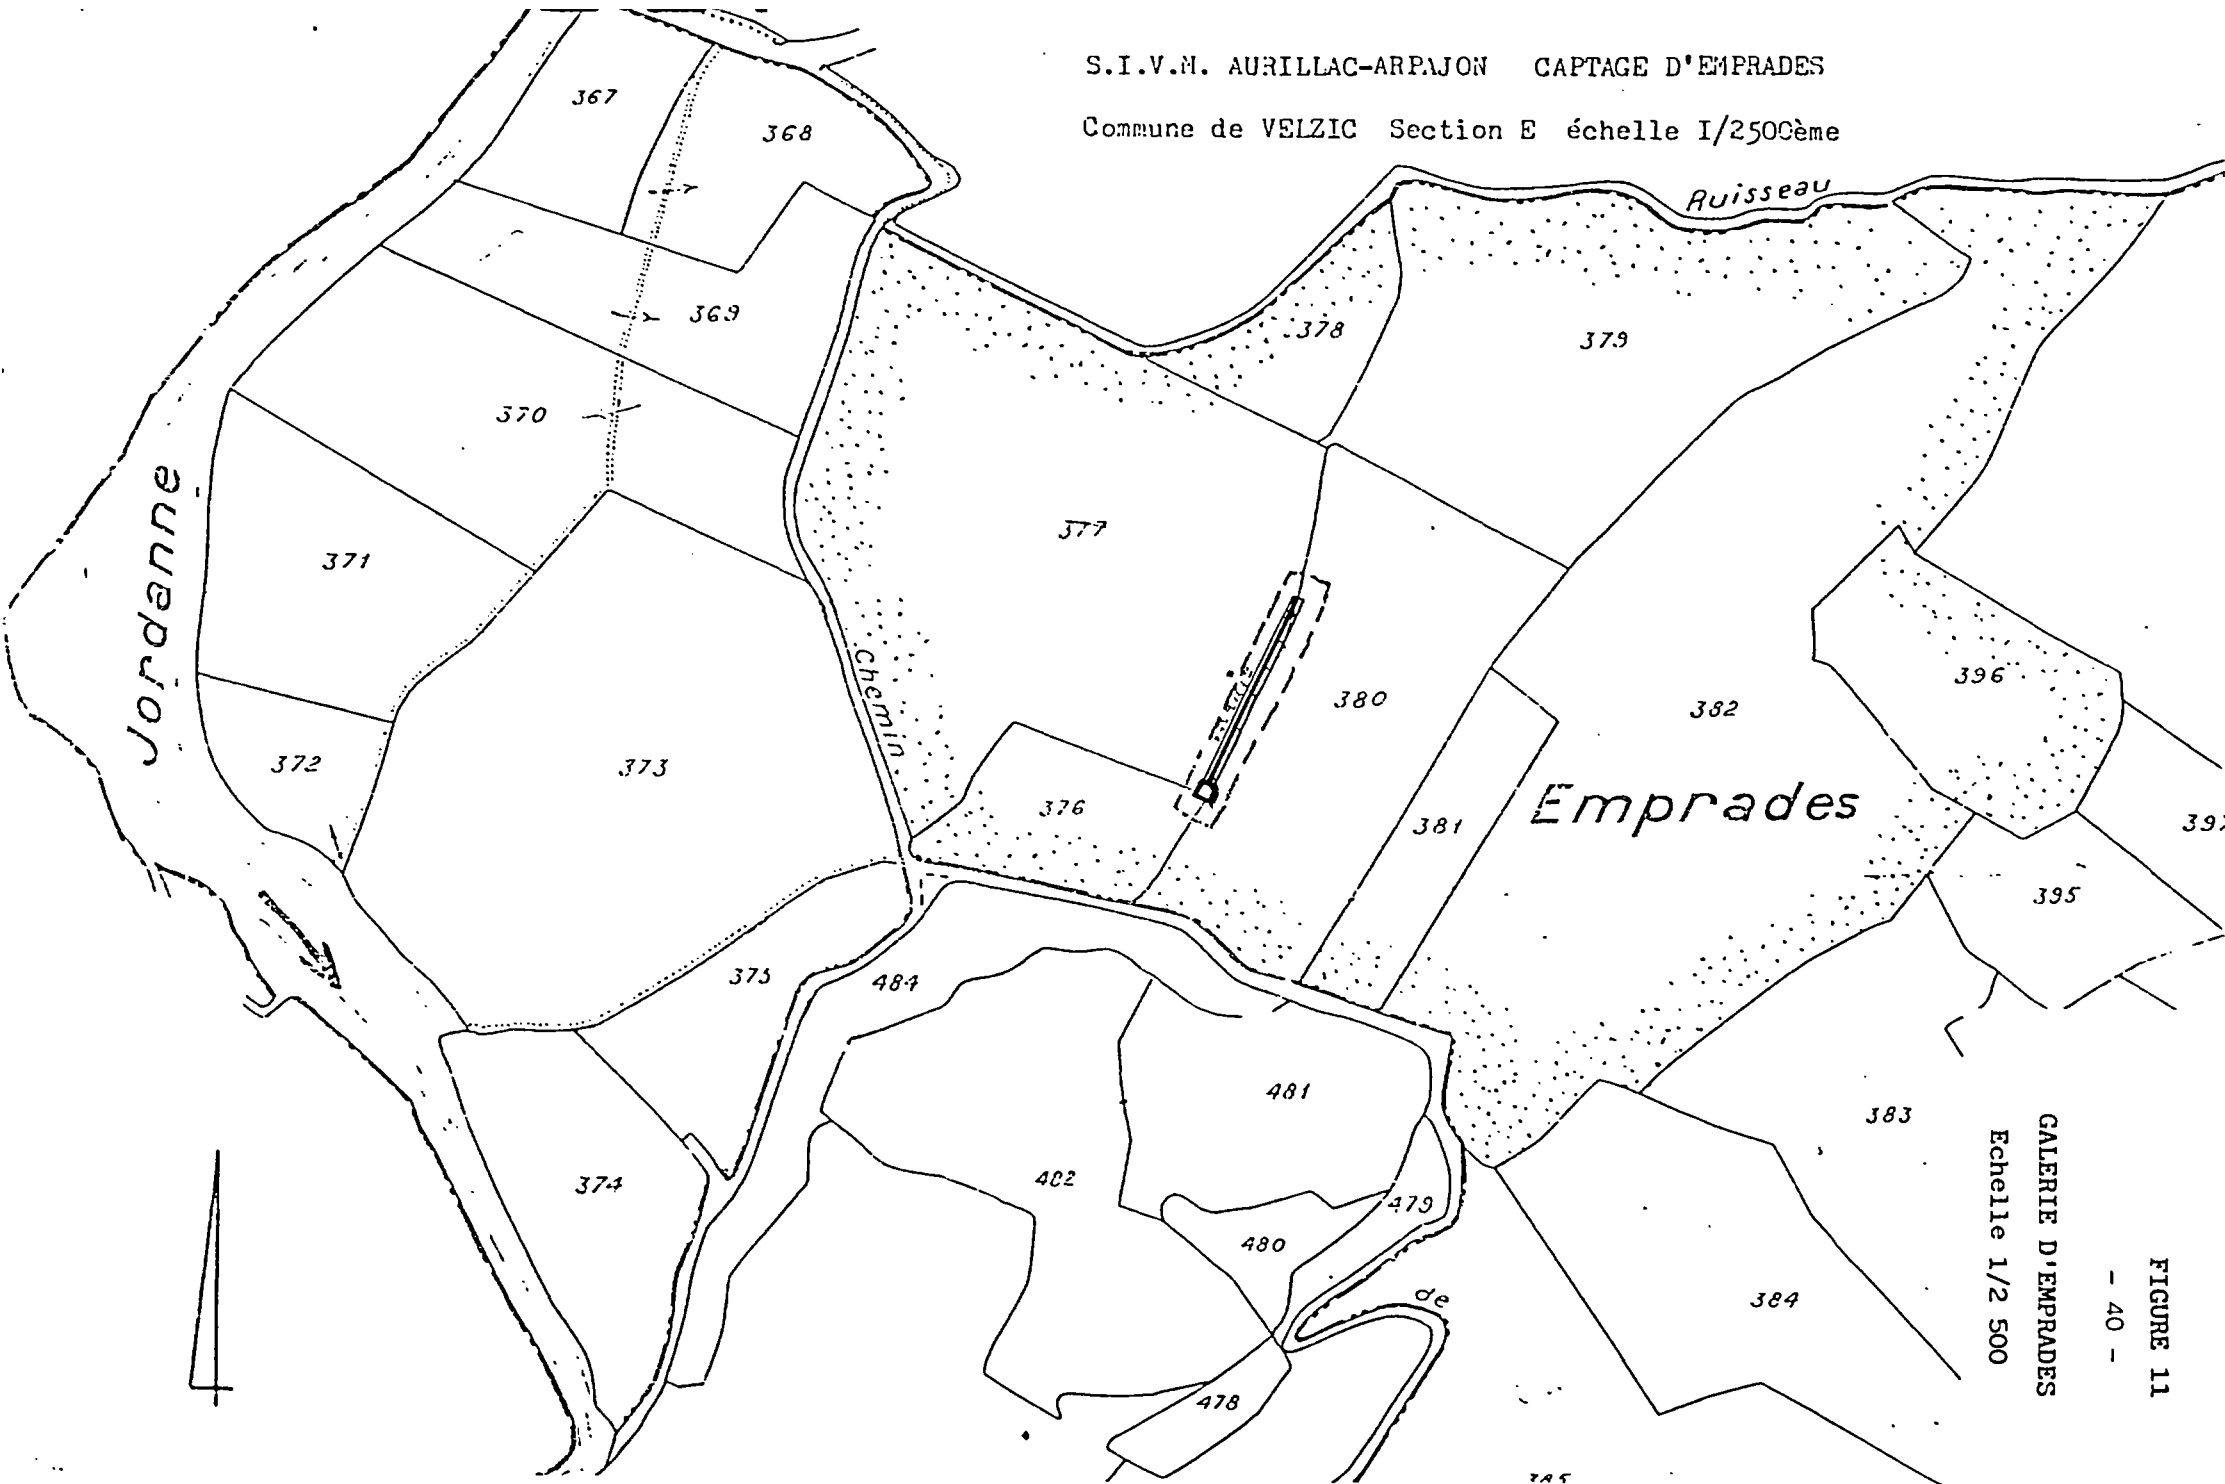 S.I.V.M. AURILLAC-ARPAJON CAPTAGE D'EMPRADES
Commune de VELZIC Section E échelle I/2500ème
367
368
Ruisseau
369
378
379
370
Jordanne
371
377
Chemin
396
380
382
372
373
376
381
Emprades
397
395
375
484
481
383
374
482
479
480
de
384
478
385
FIGURE 11
- 40 -
GALERIE D'EMPRADES
Echelle 1/2 500